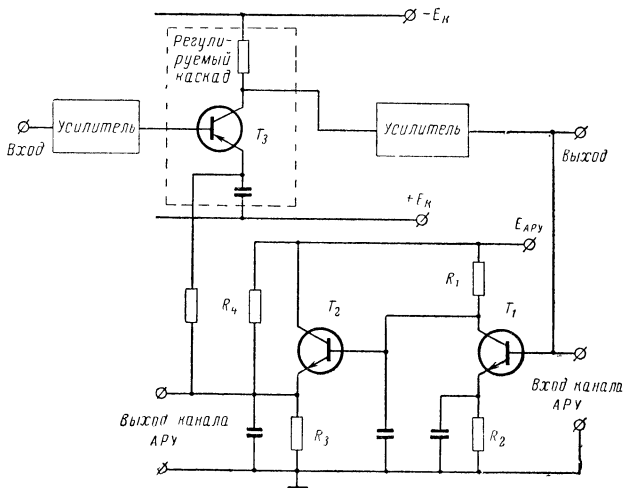 -Eк
Регули-
руемый
каскад
Усилитель
T3
Усилитель
Вход
Выход
+Eк
EАРУ
R4
R1
T2
T1
Вход канала
АРУ
Выход канала
АРУ
R3
R2